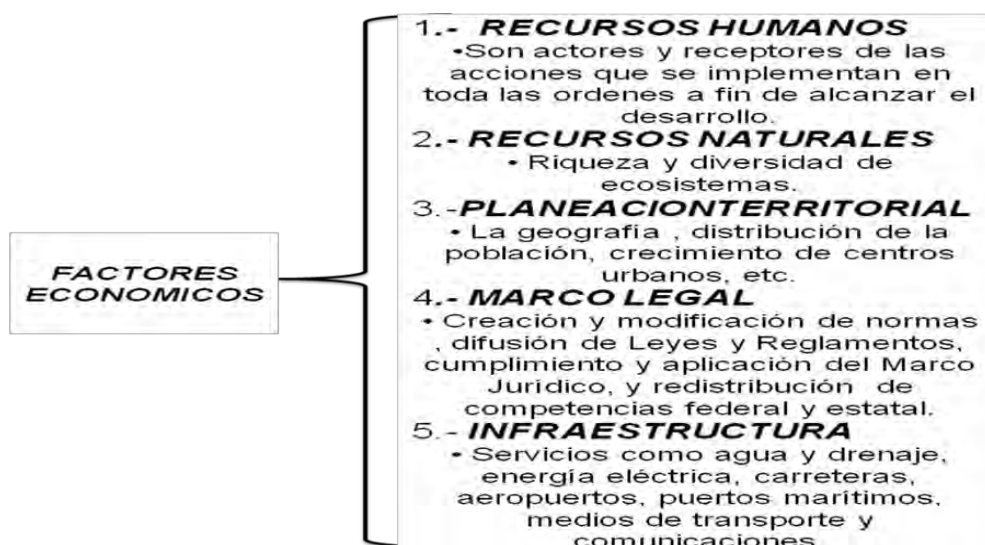 FACTORES
ECONOMICOS
1.- RECURSOS HUMANOS
•Son actores y receptores de las
acciones que se implementan en
toda las ordenes a fin de alcanzar el
desarrollo.
2.- RECURSOS NATURALES
• Riqueza y diversidad de
ecosistemas.
3.-PLANEACIONTERRITORIAL
• La geografía , distribución de la
población, crecimiento de centros
urbanos, etc.
4.- MARCO LEGAL
• Creación y modificación de normas
, difusión de Leyes y Reglamentos,
cumplimiento y aplicación del Marco
Jurídico, y redistribución de
competencias federal y estatal.
5.- INFRAESTRUCTURA
• Servicios como agua y drenaje,
energía eléctrica, carreteras,
aeropuertos, puertos marítimos,
medios de transporte y
comunicaciones